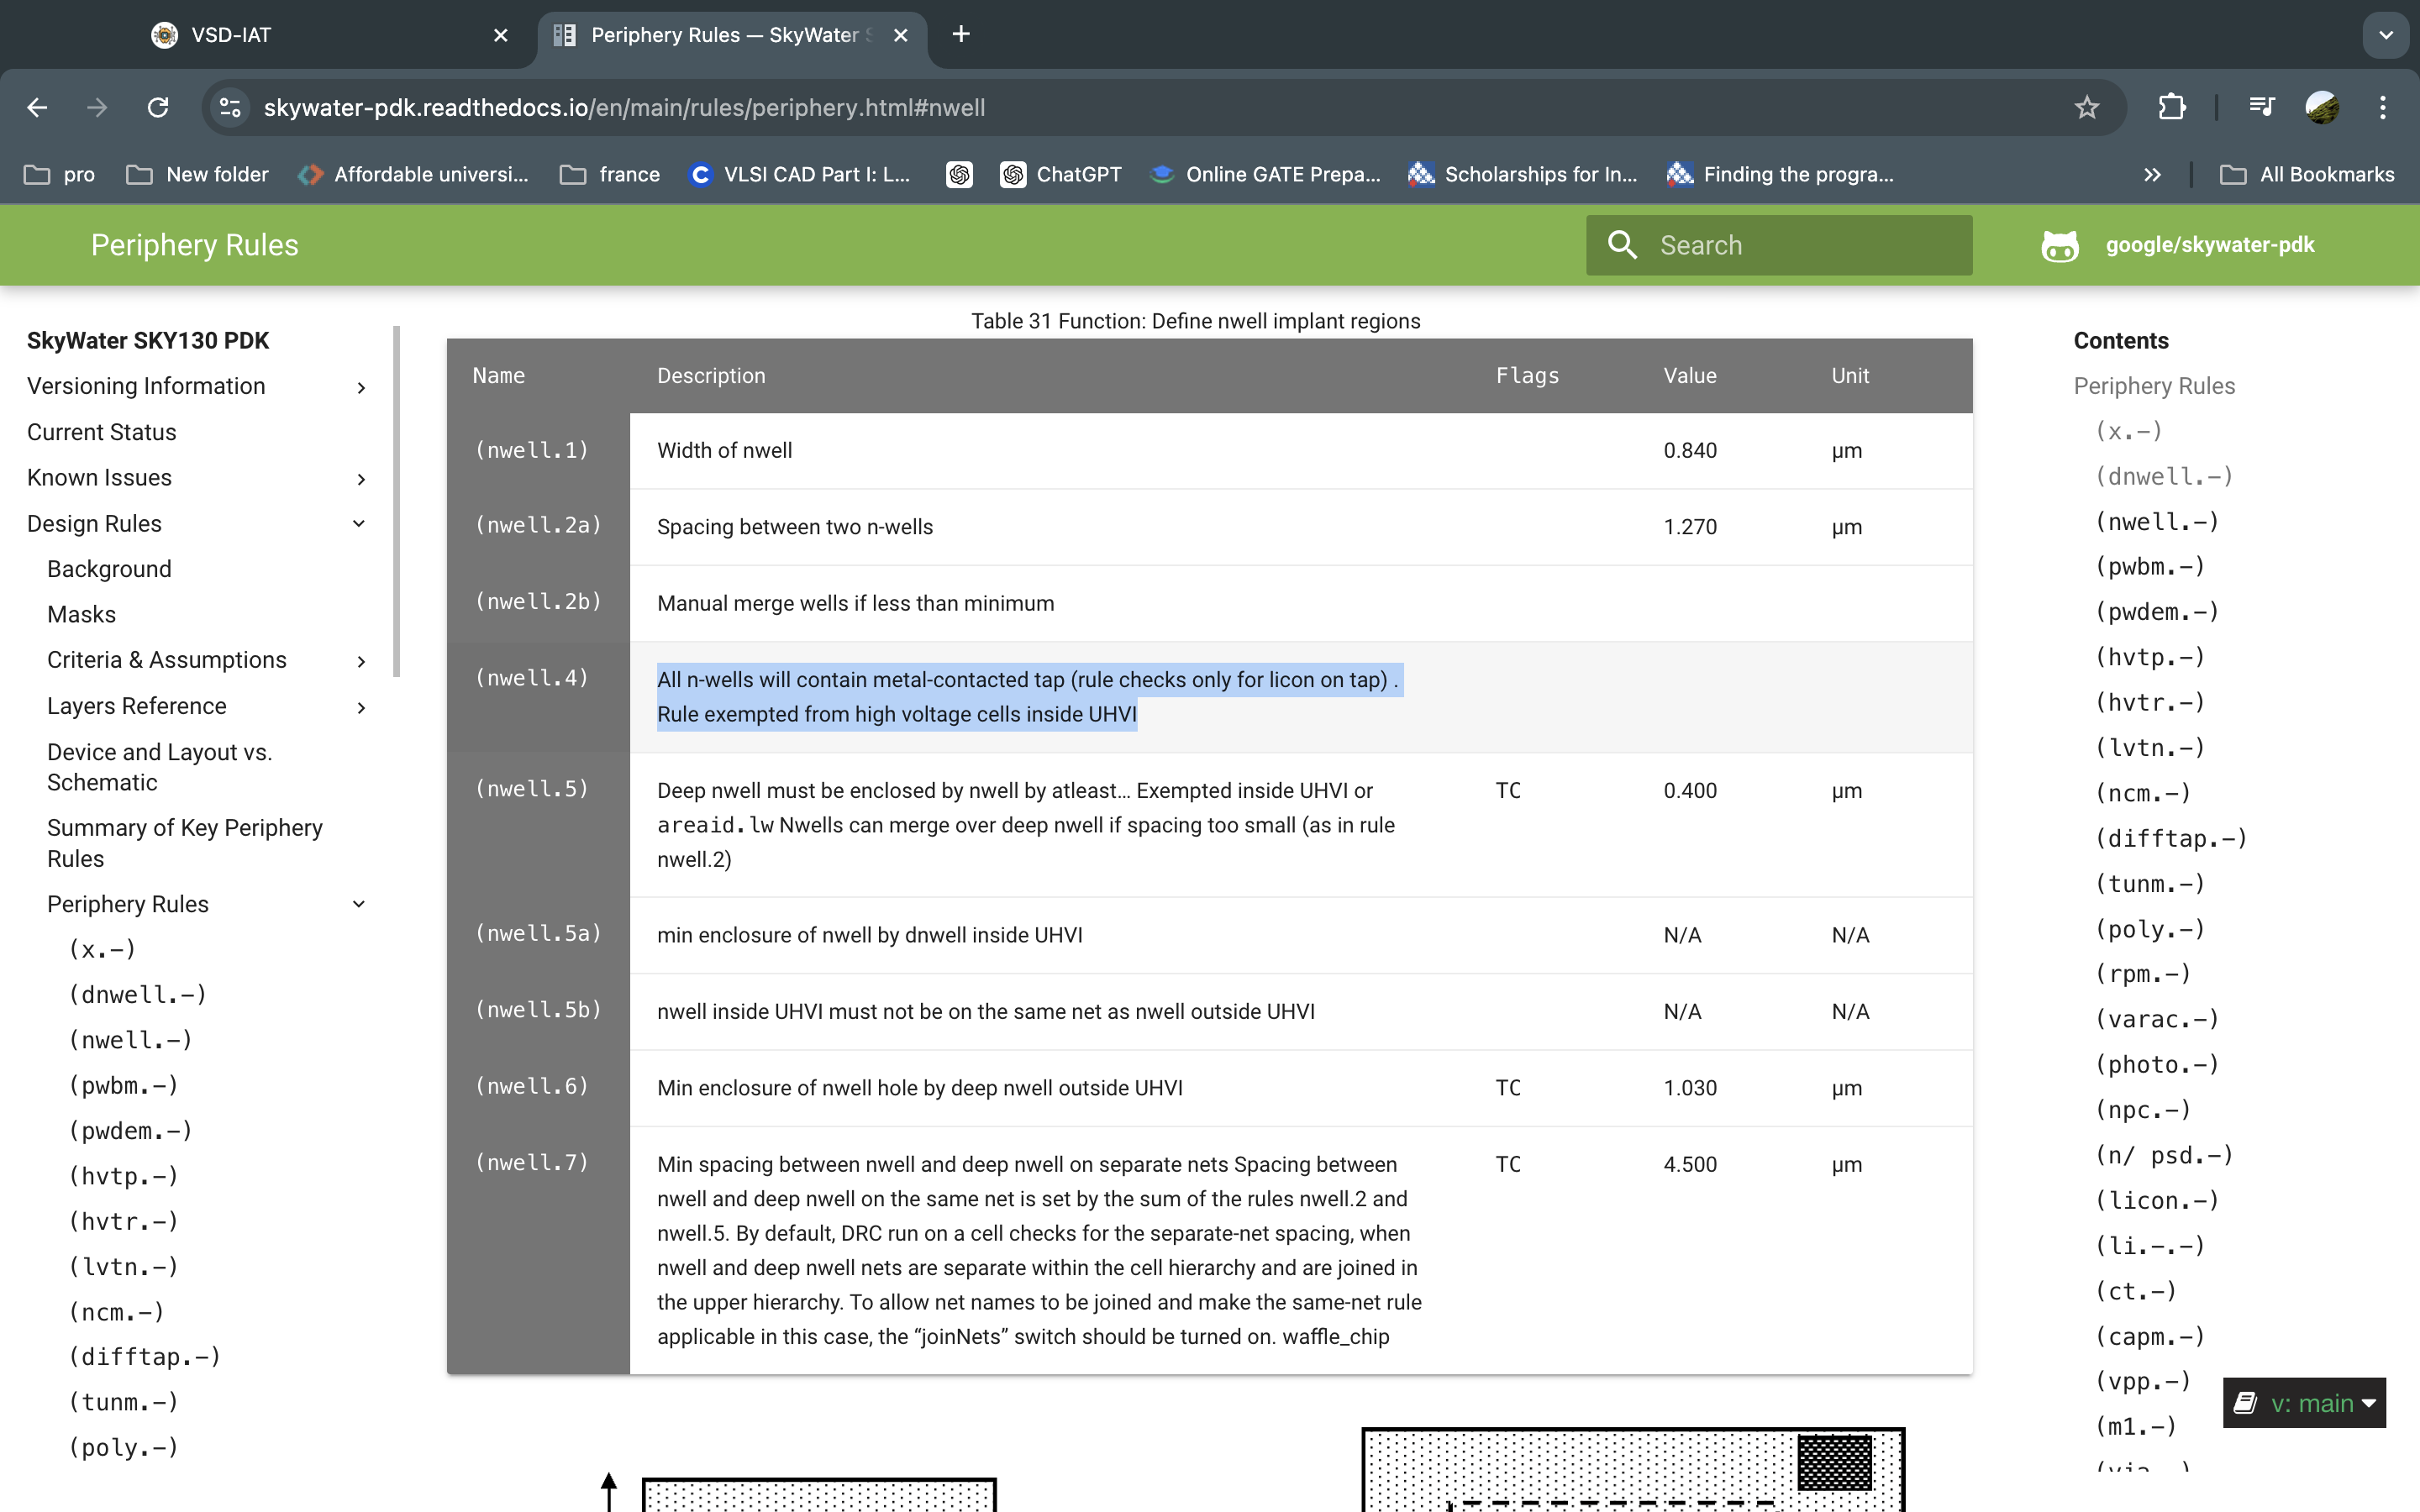 VSD-IAT
Periphery Rules — SkyWater S
skywater-pdk.readthedocs.io/en/main/rules/periphery.html#nwell
pro
New folder
Affordable universi...
france
VLSI CAD Part I: L...
ChatGPT
Online GATE Prepa...
Scholarships for In...
Finding the progra...
All Bookmarks
Periphery Rules
Search
google/skywater-pdk
SkyWater SKY130 PDK
Versioning Information
Current Status
Known Issues
Design Rules
Background
Masks
Criteria & Assumptions
Layers Reference
Device and Layout vs.
Schematic
Summary of Key Periphery
Rules
Periphery Rules
(x.-)
(dnwell.-)
(nwell.-)
(pwbm.-)
(pwdem.-)
(hvtp.-)
(hvtr.-)
(lvtn.-)
(ncm.-)
(difftap.-)
(tunm.-)
(poly.-)
Table 31 Function: Define nwell implant regions
Name Description Flags Value Unit
(nwell.1) Width of nwell 0.840 µm
(nwell.2a) Spacing between two n-wells 1.270 µm
(nwell.2b) Manual merge wells if less than minimum
(nwell.4) All n-wells will contain metal-contacted tap (rule checks only for licon on tap) .
Rule exempted from high voltage cells inside UHVI
(nwell.5) Deep nwell must be enclosed by nwell by atleast… Exempted inside UHVI or TC 0.400 µm
areaid.lw Nwells can merge over deep nwell if spacing too small (as in rule
nwell.2)
(nwell.5a) min enclosure of nwell by dnwell inside UHVI N/A N/A
(nwell.5b) nwell inside UHVI must not be on the same net as nwell outside UHVI N/A N/A
(nwell.6) Min enclosure of nwell hole by deep nwell outside UHVI TC 1.030 µm
(nwell.7) Min spacing between nwell and deep nwell on separate nets Spacing between TC 4.500 µm
nwell and deep nwell on the same net is set by the sum of the rules nwell.2 and
nwell.5. By default, DRC run on a cell checks for the separate-net spacing, when
nwell and deep nwell nets are separate within the cell hierarchy and are joined in
the upper hierarchy. To allow net names to be joined and make the same-net rule
applicable in this case, the “joinNets” switch should be turned on. waffle_chip
Contents
Periphery Rules
(x.-)
(dnwell.-)
(nwell.-)
(pwbm.-)
(pwdem.-)
(hvtp.-)
(hvtr.-)
(lvtn.-)
(ncm.-)
(difftap.-)
(tunm.-)
(poly.-)
(rpm.-)
(varac.-)
(photo.-)
(npc.-)
(n/ psd.-)
(licon.-)
(li.-.-)
(ct.-)
(capm.-)
(vpp.-)
(m1.-)
v: main